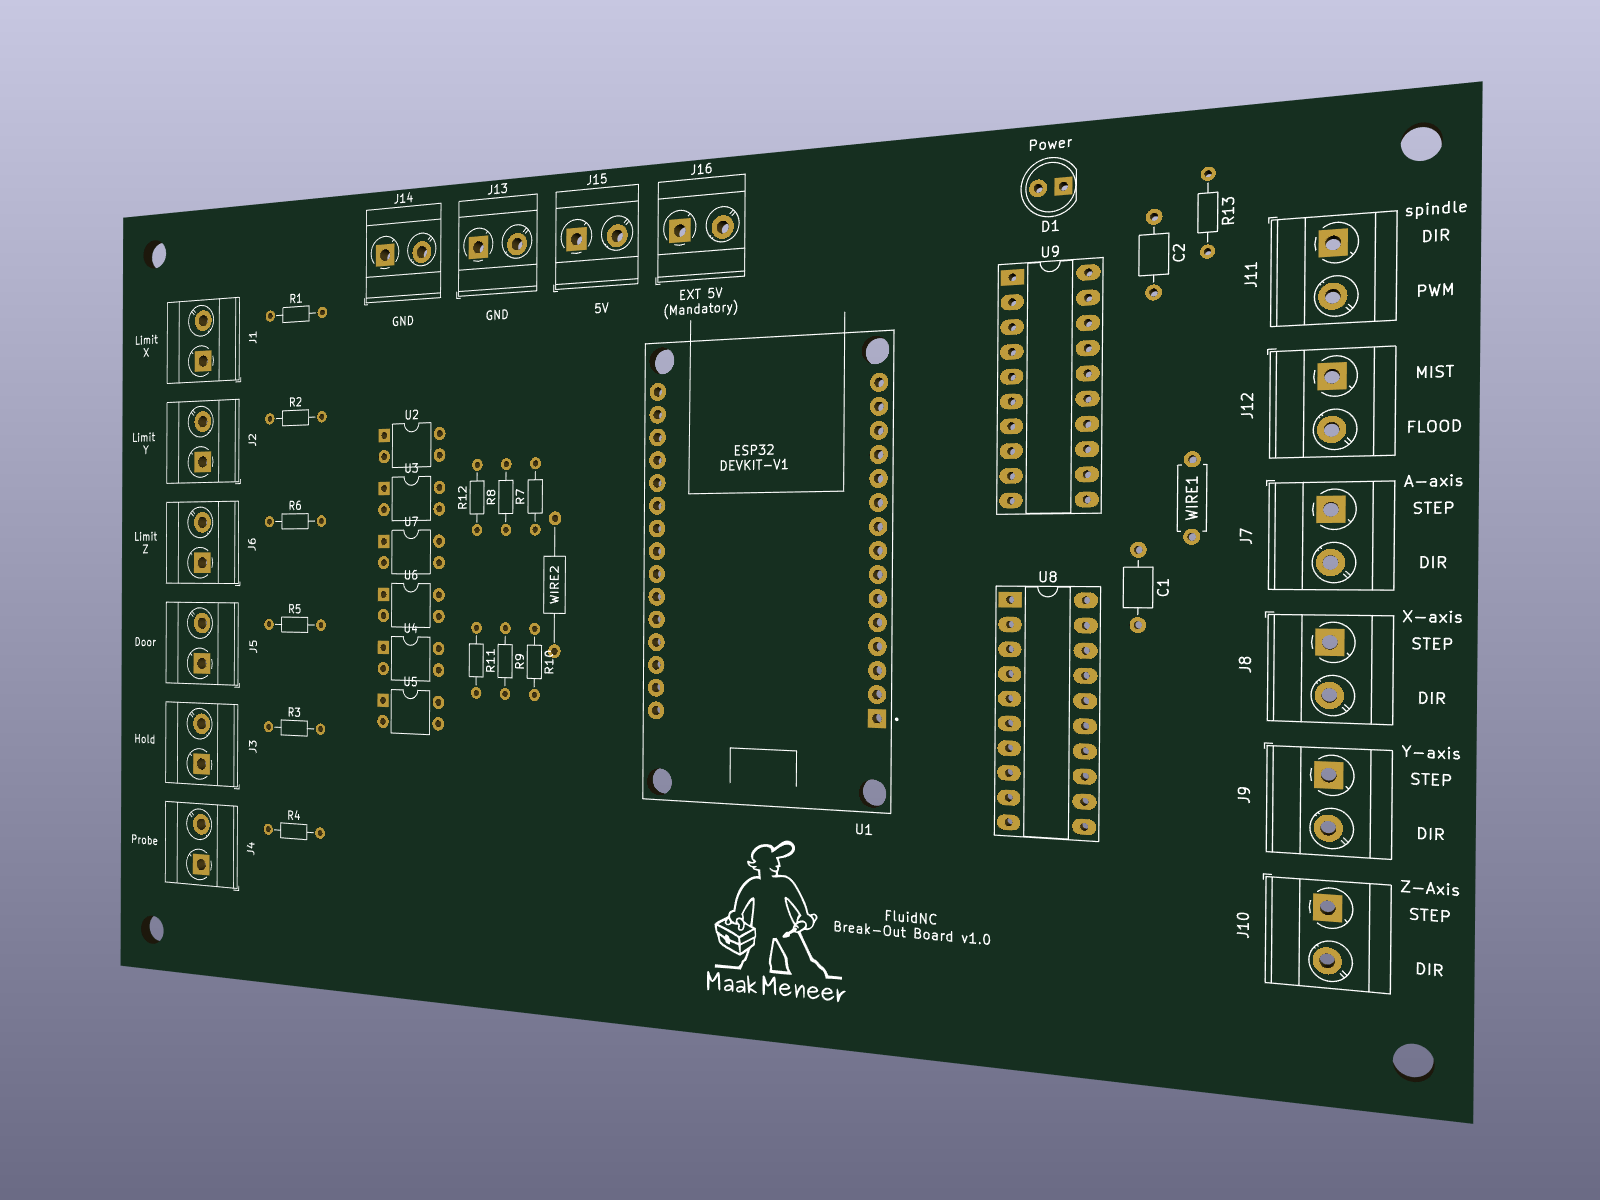 Power
J16
J15
J13
J14
D1
R13
spindle
DIR
PWM
J11
C2
U9
EXT 5V
(Mandatory)
5V
GND
GND
R1
LImit
X
J1
MIST
FLOOD
J12
R2
Limit
Y
J2
U2
U3
U7
U6
U4
U5
ESP32
DEVKIT-V1
R12
R8
R7
WIRE2
WIRE1
A-axis
STEP
DIR
J7
R6
Limit
Z
J6
U8
C1
X-axis
STEP
DIR
J8
R5
Door
J5
R11
R9
R10
R3
Hold
J3
Y-axis
STEP
DIR
J9
R4
Probe
J4
U1
Z-Axis
STEP
DIR
J10
FluidNC
Break-Out Board v1.0
Maak Meneer